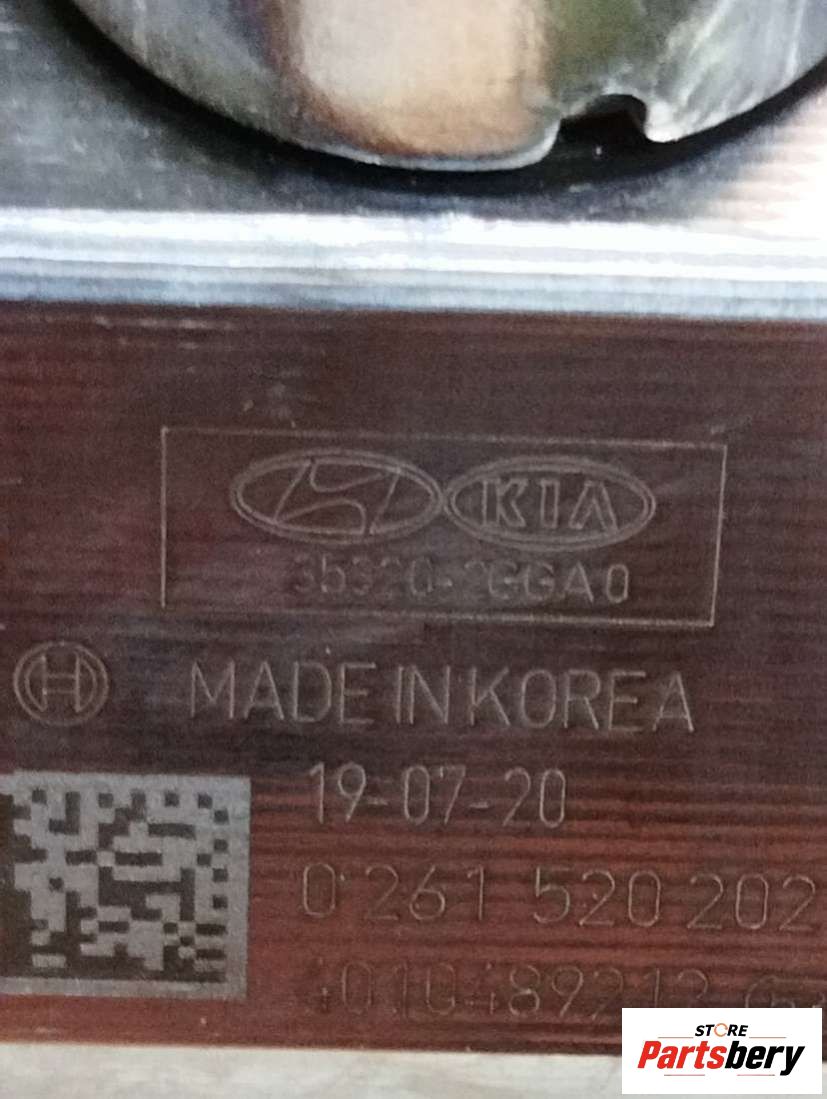 KIA
35320-2GGA0
MADE IN KOREA
19-07-20
0 261 520 202
STORE
Partsbery